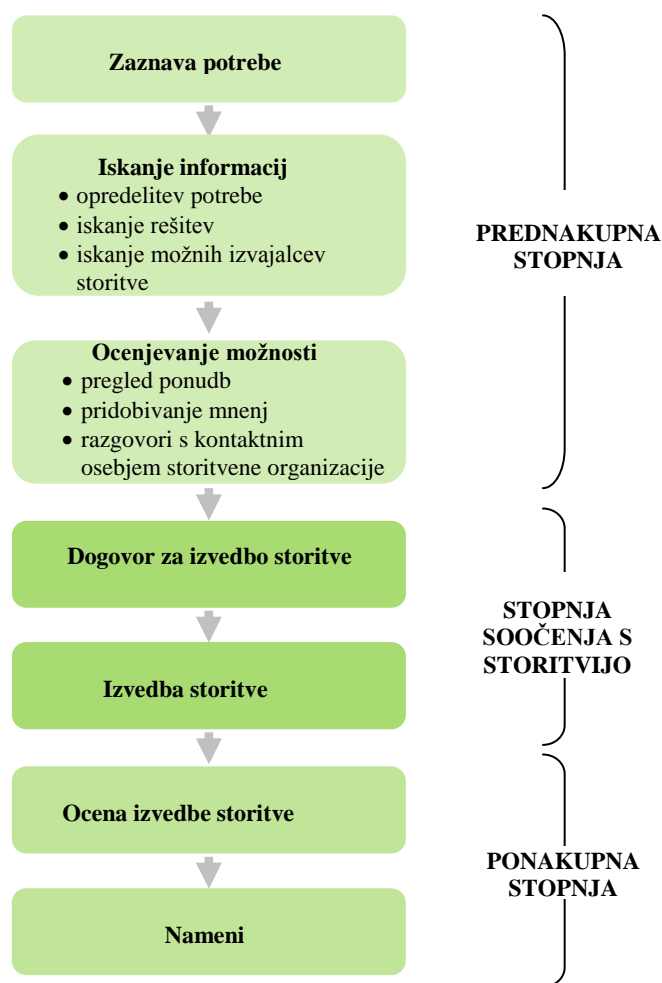 Zaznava potrebe
Iskanje informacij
• opredelitev potrebe
• iskanje rešitev
• iskanje možnih izvajalcev
storitve
PREDNAKUPNA
STOPNJA
Ocenjevanje možnosti
• pregled ponudb
• pridobivanje mnenj
• razgovori s kontaktnim
osebjem storitvene organizacije
Dogovor za izvedbo storitve
Izvedba storitve
STOPNJA
SOOČENJA S
STORITVIJO
Ocena izvedbe storitve
Nameni
PONAKUPNA
STOPNJA